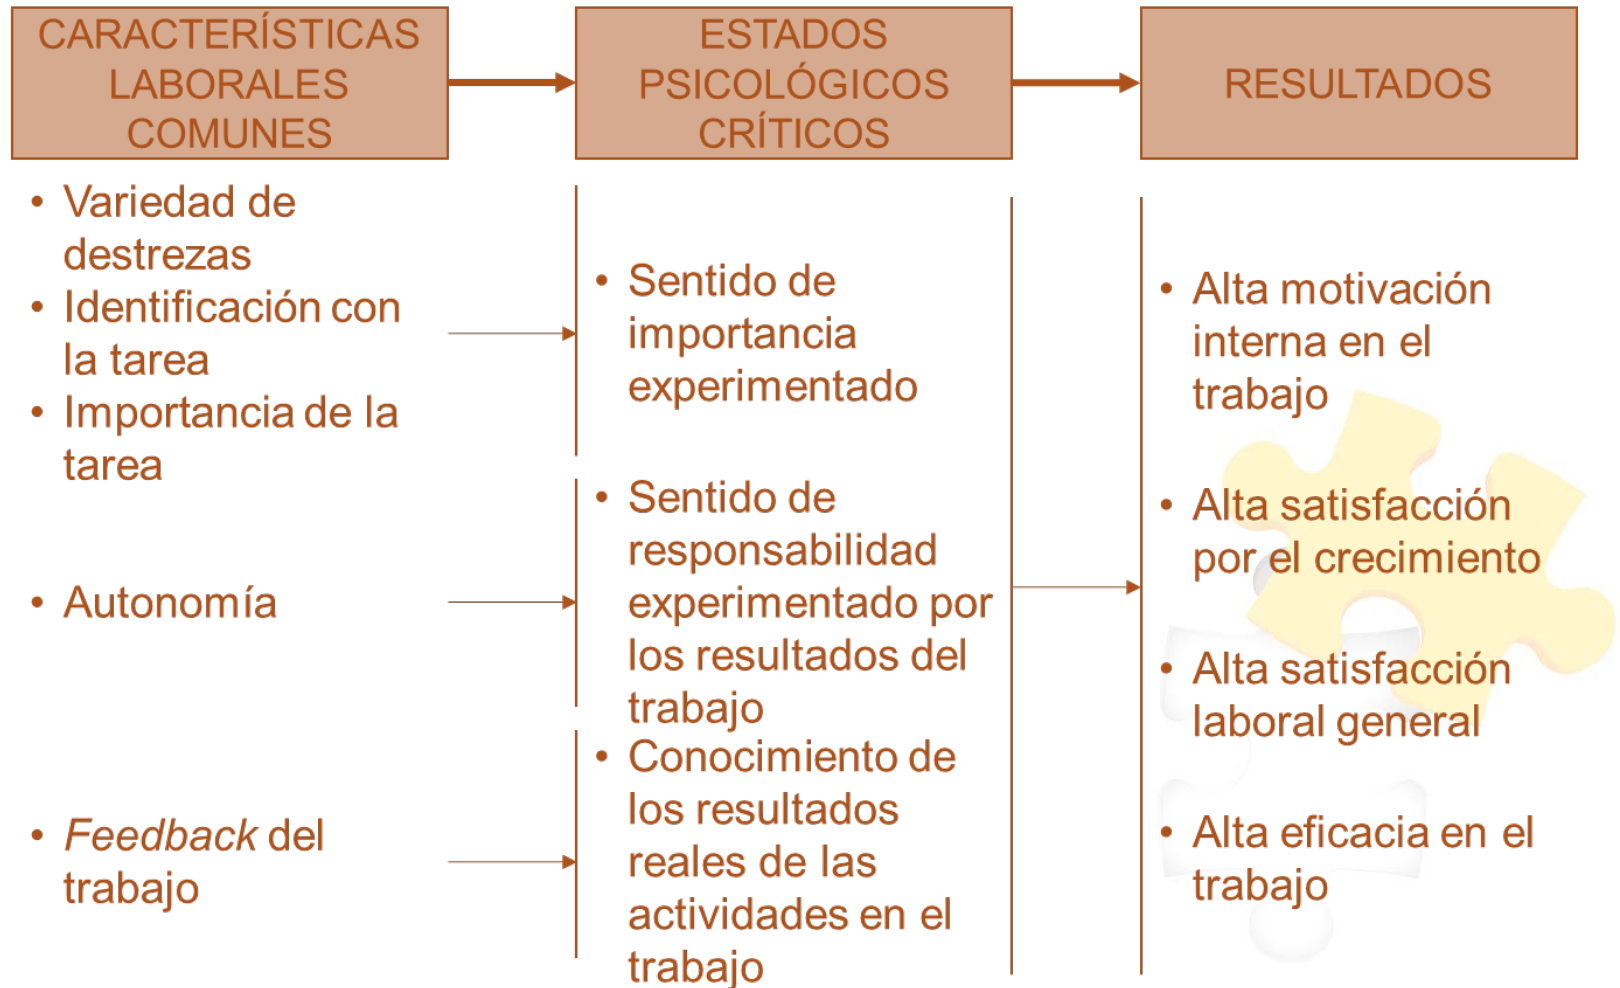 CARACTERÍSTICAS
LABORALES
COMUNES
ESTADOS
PSICOLÓGICOS
CRÍTICOS
RESULTADOS
• Variedad de
destrezas
• Identificación con
la tarea
• Importancia de la
tarea
• Autonomía
• Feedback del
trabajo
• Sentido de
importancia
experimentado
• Sentido de
responsabilidad
experimentado por
los resultados del
trabajo
• Conocimiento de
los resultados
reales de las
actividades en el
trabajo
• Alta motivación
interna en el
trabajo
• Alta satisfacción
por el crecimiento
• Alta satisfacción
laboral general
• Alta eficacia en el
trabajo